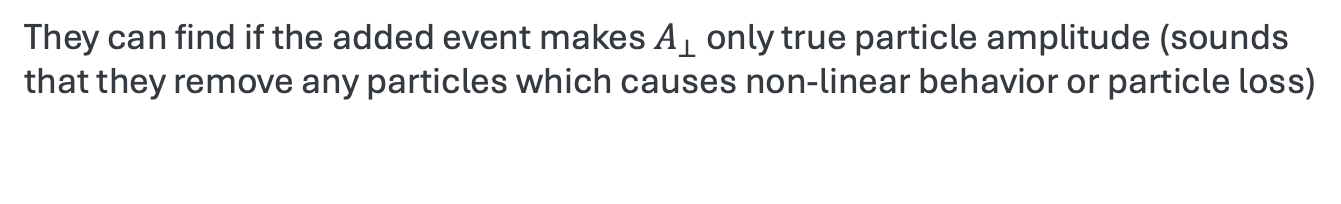 They can find if the added event makes A⊥ only true particle amplitude (sounds
that they remove any particles which causes non-linear behavior or particle loss)